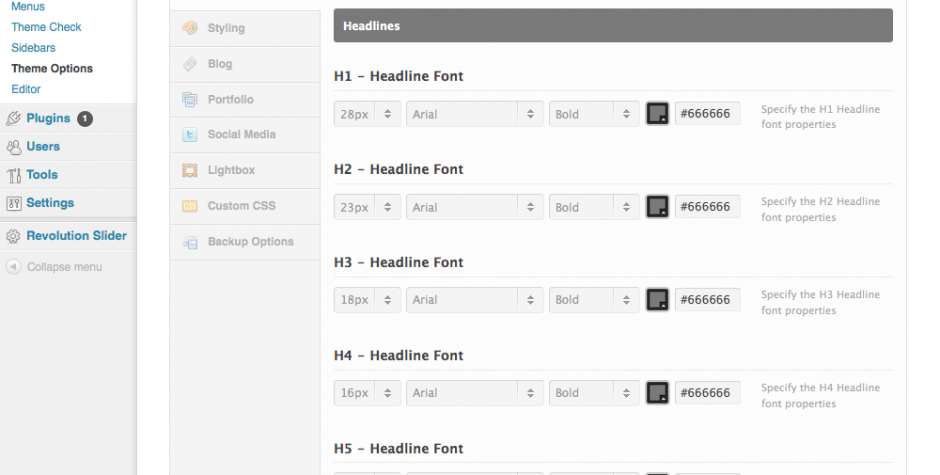 Menus
Theme Check
Sidebars
Theme Options
Editor
Plugins 1
Users
Tools
Settings
Revolution Slider
Collapse menu
Styling
Blog
Portfolio
Social Media
Lightbox
Custom CSS
Backup Options
Headlines
H1 – Headline Font
28px Arial Bold #666666
Specify the H1 Headline
font properties
H2 – Headline Font
23px Arial Bold #666666
Specify the H2 Headline
font properties
H3 – Headline Font
18px Arial Bold #666666
Specify the H3 Headline
font properties
H4 – Headline Font
16px Arial Bold #666666
Specify the H4 Headline
font properties
H5 – Headline Font